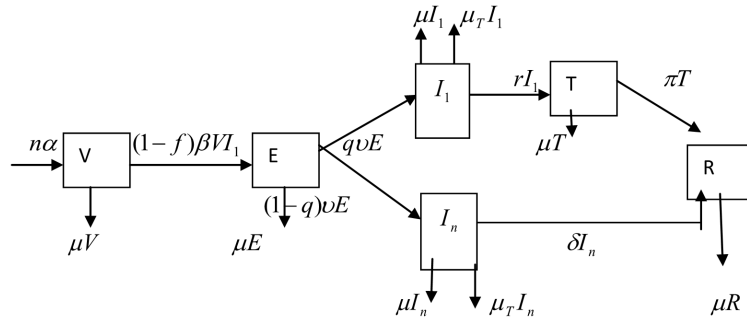 μI₁ μ_T I₁
I₁
rI₁
T
πT
nα
V
(1− f)βVI₁
E
qυE
μT
R
(1−q)υE
I_n
δI_n
μV
μE
μI_n
μ_T I_n
μR